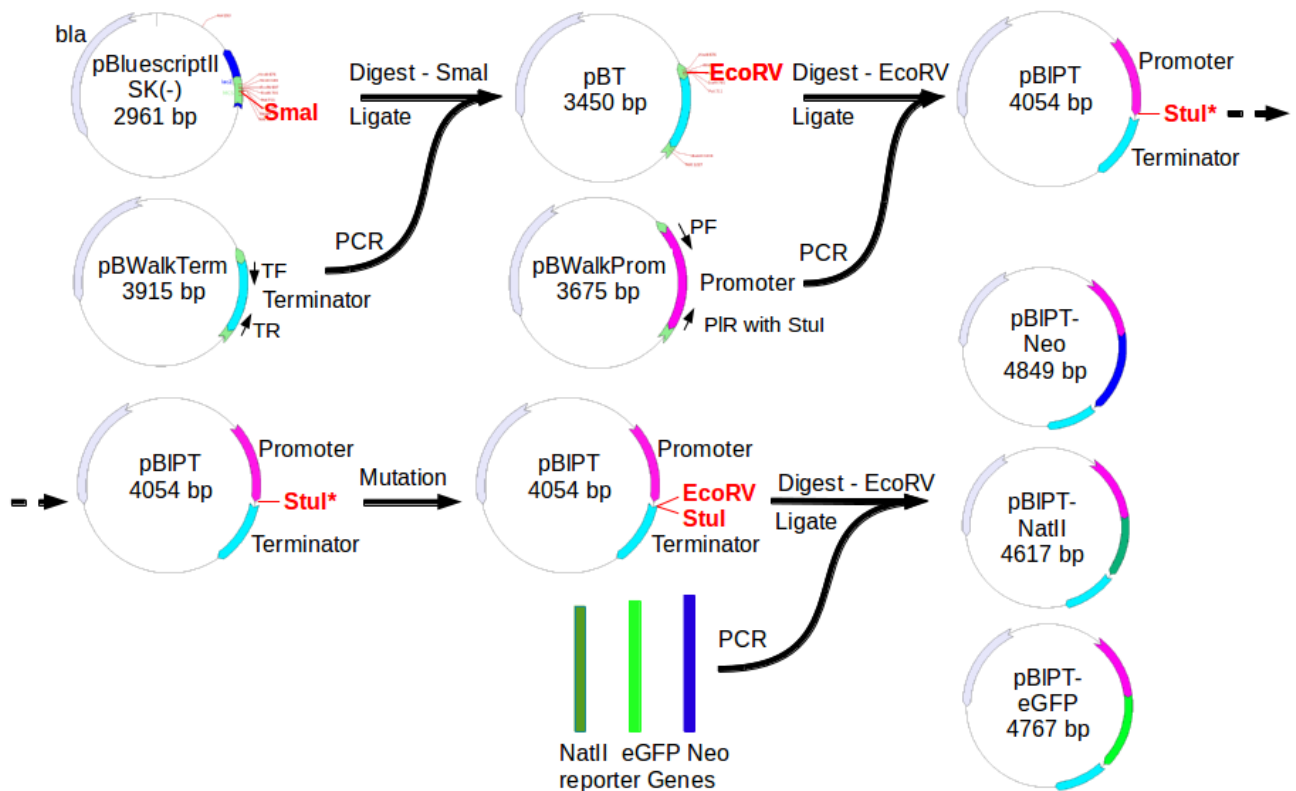 bla
pBluescriptII
SK(-)
2961 bp
SmaI
Digest - SmaI
Ligate
pBT
3450 bp
EcoRV
Digest - EcoRV
Ligate
pBIPT
4054 bp
Promoter
StuI*
Terminator
pBWalkTerm
3915 bp
TF
Terminator
TR
PCR
pBWalkProm
3675 bp
PF
Promoter
PIR with StuI
PCR
pBIPT-
Neo
4849 bp
pBIPT
4054 bp
Promoter
StuI*
Terminator
Mutation
pBIPT
4054 bp
Promoter
EcoRV
StuI
Terminator
Digest - EcoRV
Ligate
PCR
NatII eGFP Neo
reporter Genes
pBIPT-
NatII
4617 bp
pBIPT-
eGFP
4767 bp